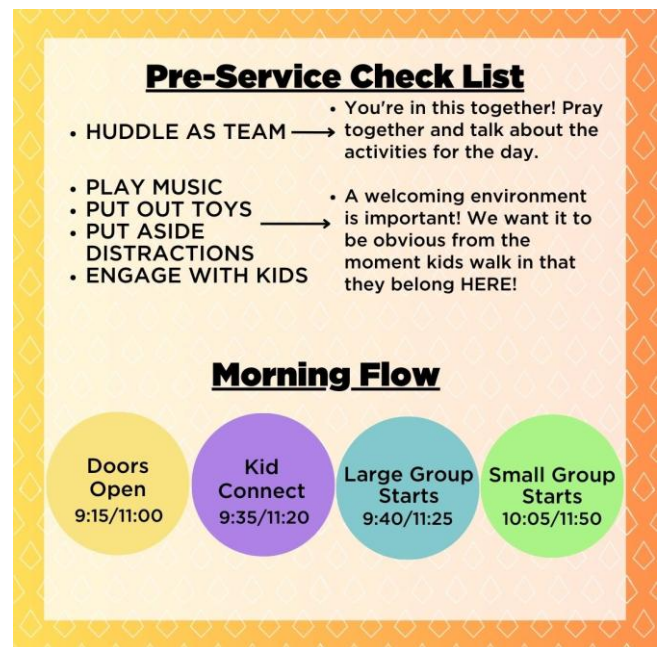 Pre-Service Check List
• HUDDLE AS TEAM
• You're in this together! Pray
together and talk about the
activities for the day.
• PLAY MUSIC
• PUT OUT TOYS
• PUT ASIDE
DISTRACTIONS
• ENGAGE WITH KIDS
• A welcoming environment
is important! We want it to
be obvious from the
moment kids walk in that
they belong HERE!
Morning Flow
Doors
Open
9:15/11:00
Kid
Connect
9:35/11:20
Large Group
Starts
9:40/11:25
Small Group
Starts
10:05/11:50